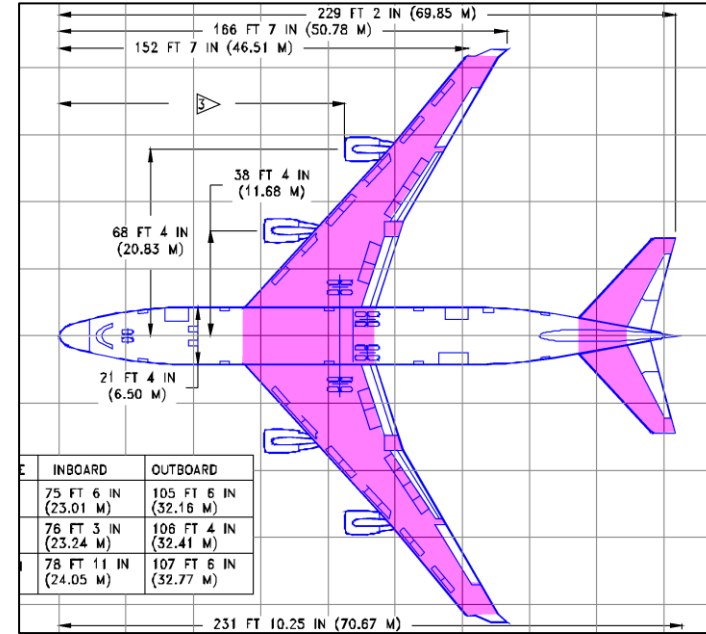 229 FT 2 IN (69.85 M)
166 FT 7 IN (50.78 M)
152 FT 7 IN (46.51 M)
3
38 FT 4 IN
(11.68 M)
68 FT 4 IN
(20.83 M)
21 FT 4 IN
(6.50 M)
E INBOARD OUTBOARD
75 FT 6 IN 105 FT 6 IN
(23.01 M) (32.16 M)
76 FT 3 IN 106 FT 4 IN
(23.24 M) (32.41 M)
78 FT 11 IN 107 FT 6 IN
(24.05 M) (32.77 M)
231 FT 10.25 IN (70.67 M)